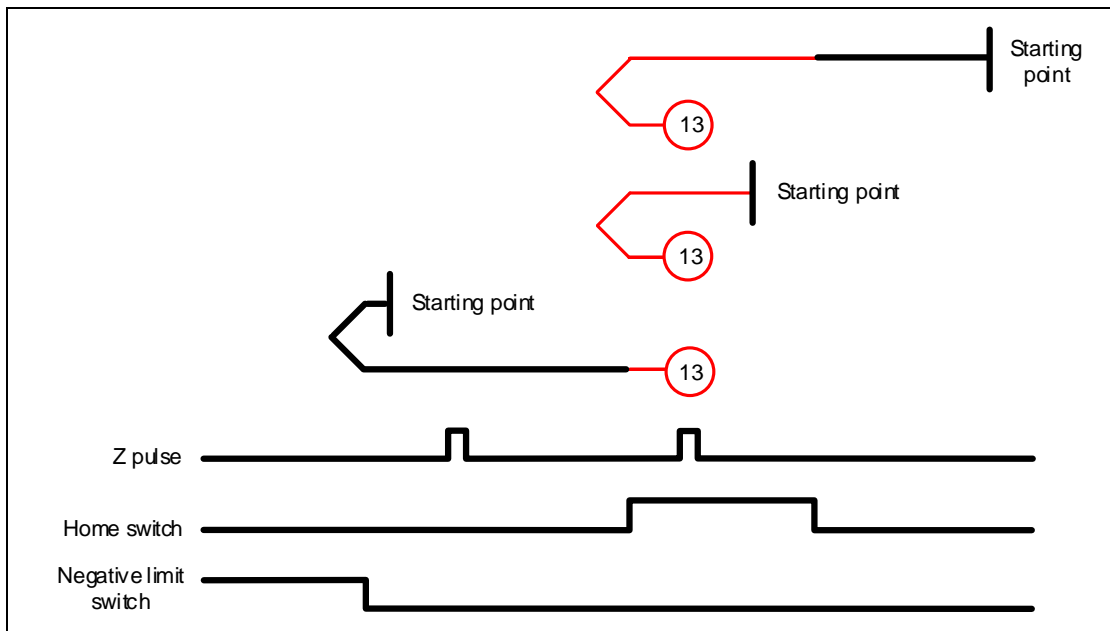 Starting
point
13
Starting point
13
Starting point
13
Z pulse
Home switch
Negative limit
switch